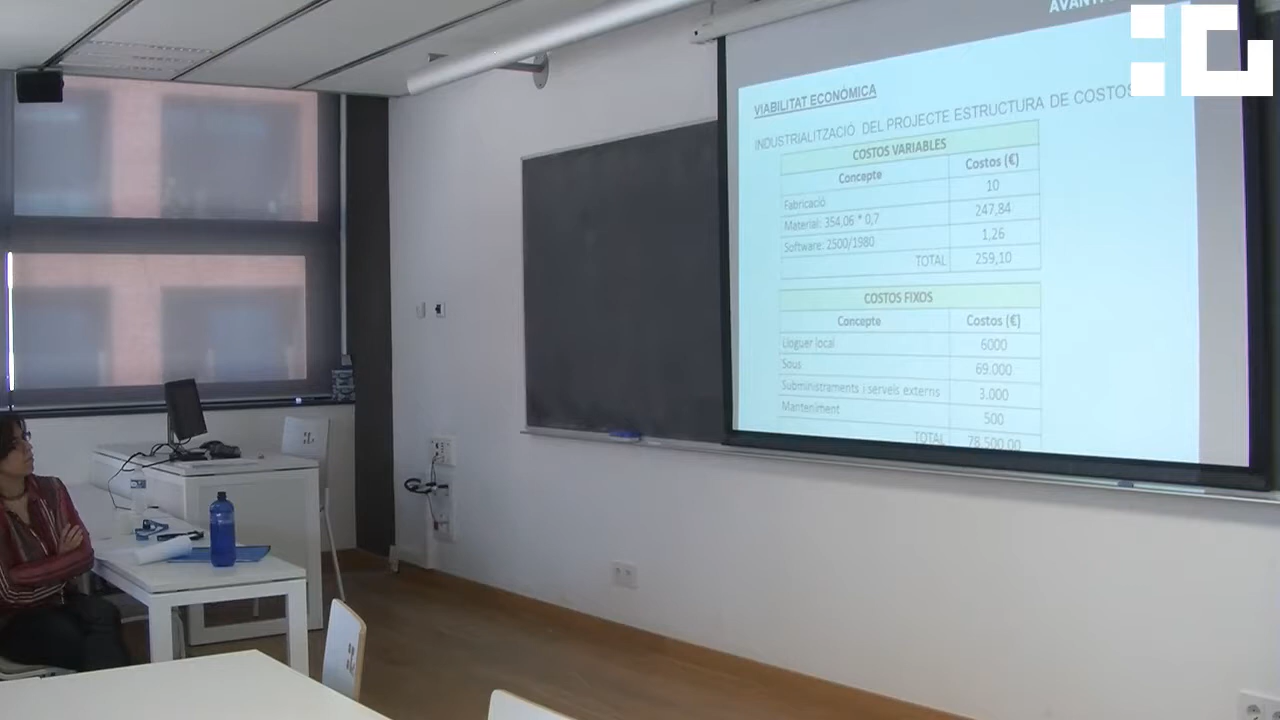 VIABILITAT ECONÒMICA
INDUSTRIALITZACIÓ DEL PROJECTE ESTRUCTURA DE COSTOS
COSTOS VARIABLES
Concepte Costos (€)
Fabricació 10
Material: 354,06 * 0,7 247,84
Software: 2500/1980 1,26
TOTAL 259,10
COSTOS FIXOS
Concepte Costos (€)
Lloguer local 6000
Sous 69.000
Subministraments i serveis externs 3.000
Manteniment 500
TOTAL 78.500,00